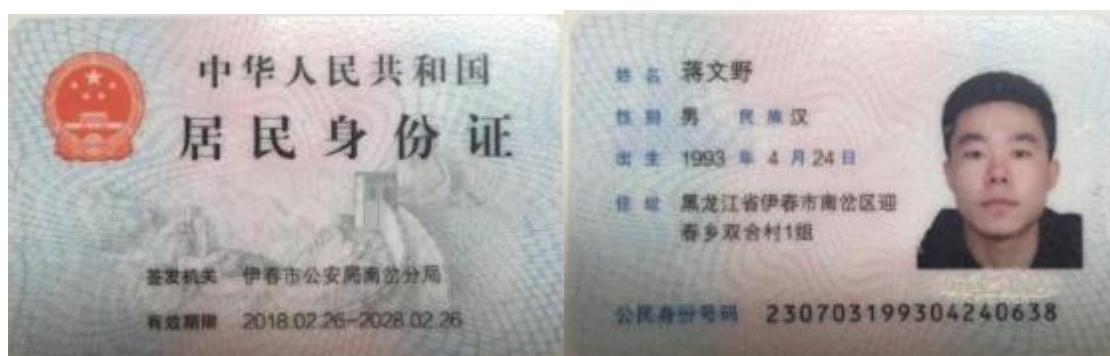 中华人民共和国
居民身份证
签发机关 伊春市公安局南岔分局
有效期限 2018.02.26-2028.02.26
姓名 蒋文野
性别 男 民族 汉
出生 1993 年 4 月 24 日
住址 黑龙江省伊春市南岔区迎
春乡双合村1组
公民身份号码 230703199304240638